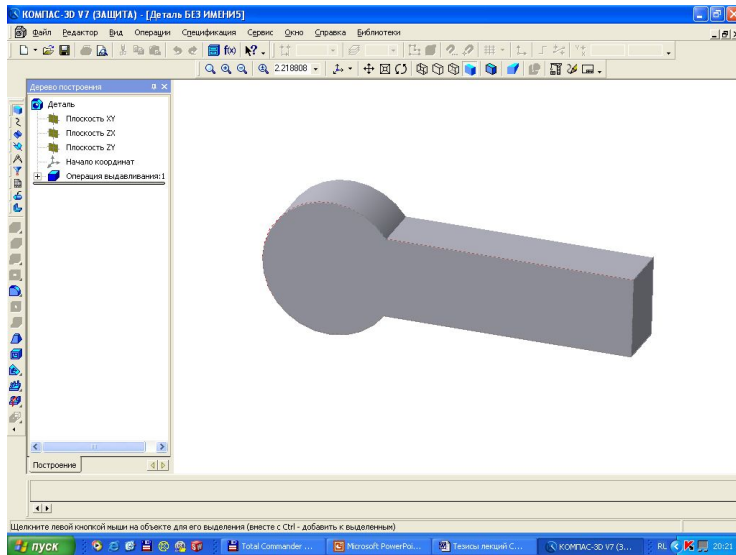 КОМПАС-3D V7 (ЗАЩИТА) - [Деталь БЕЗ ИМЕНИ5]
Файл Редактор Вид Операции Спецификация Сервис Окно Справка Библиотеки
2.218808
Дерево построения
Деталь
Плоскость XY
Плоскость ZX
Плоскость ZY
Начало координат
Операция выдавливания:1
Построение
Щелкните левой кнопкой мыши на объекте для его выделения (вместе с Ctrl - добавить к выделенным)
пуск
Total Commander ...
Microsoft PowerPoi...
Тезисы лекций С...
КОМПАС-3D V7 (З...
RL
20:21